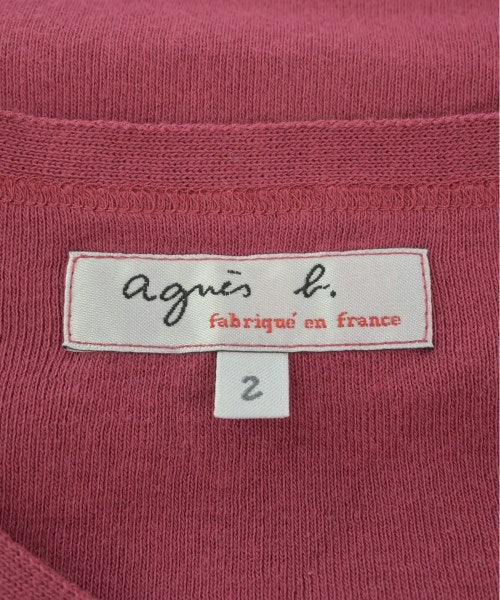 agnès b.
fabriqué en france
2